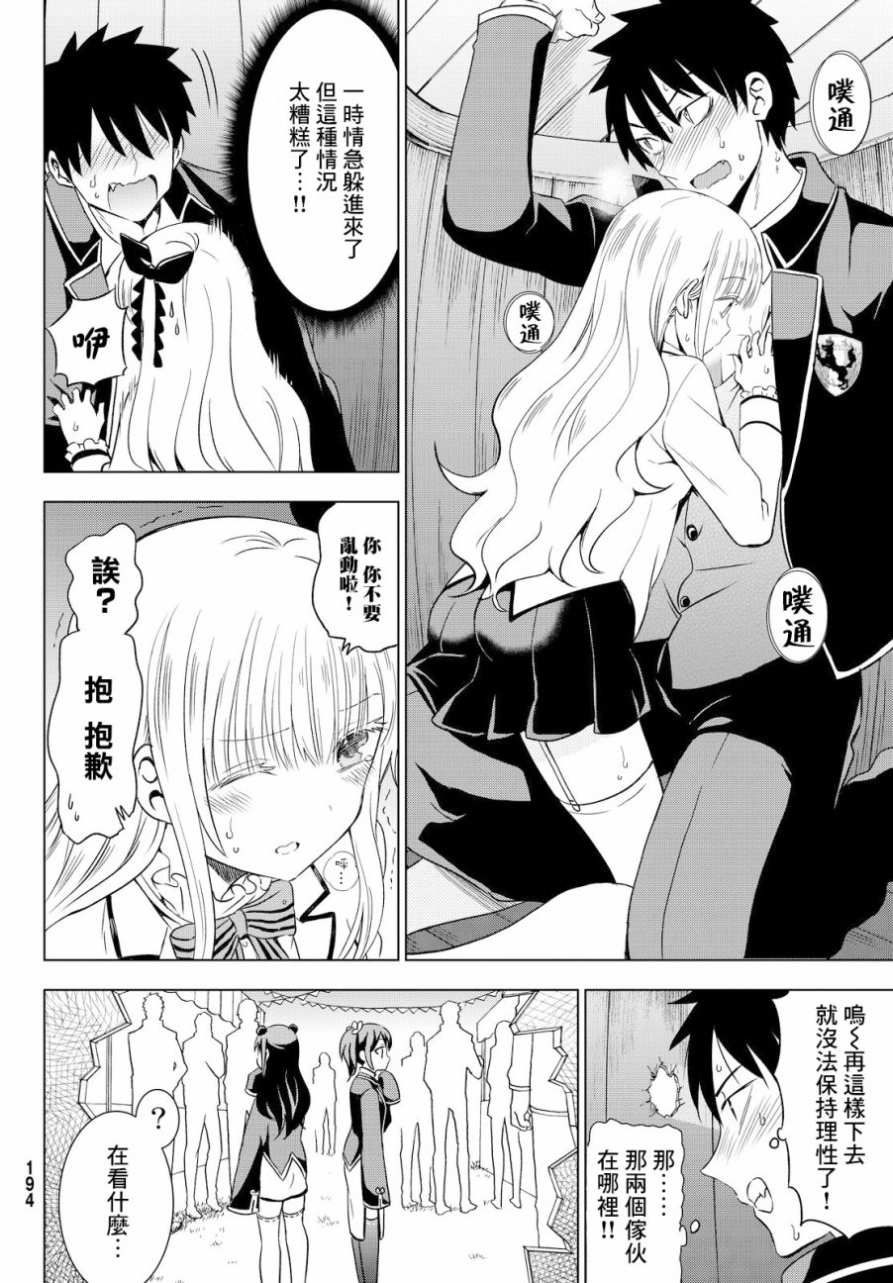 噗通
噗通
噗通
一時情急躲進來了
但這種情況
太糟糕了…!!
咿
你 你不要
亂動啦！
誒？
抱 抱歉
呼…
嗚～再這樣下去
就沒法保持理性了！
那……
那兩個傢伙
在哪裡!!
？
在看什麼…
194